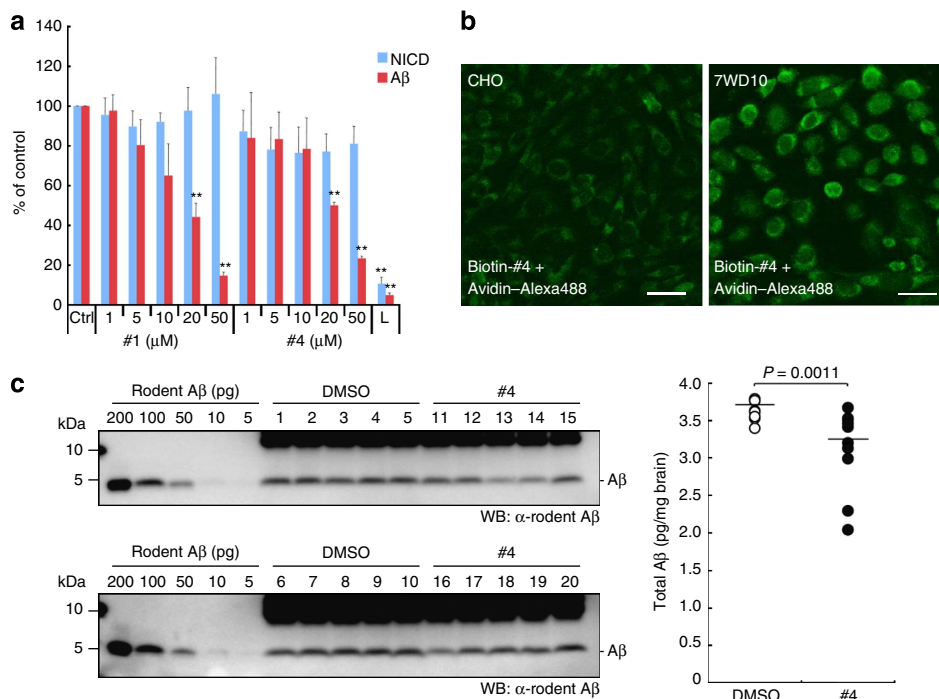 a
140
120
100
80
60
40
20
0
% of control
NICD
Aβ
**
**
**
**
**
**
Ctrl 1 5 10 20 50 1 5 10 20 50 L
#1 (μM) #4 (μM)
b
CHO
Biotin-#4 +
Avidin–Alexa488
7WD10
Biotin-#4 +
Avidin–Alexa488
c
Rodent Aβ (pg) DMSO #4
kDa 200 100 50 10 5 1 2 3 4 5 11 12 13 14 15
10
5
Aβ
WB: α-rodent Aβ
Rodent Aβ (pg) DMSO #4
kDa 200 100 50 10 5 6 7 8 9 10 16 17 18 19 20
10
5
Aβ
WB: α-rodent Aβ
P = 0.0011
4.0
3.5
3.0
2.5
2.0
1.5
1.0
0.5
0
Total Aβ (pg/mg brain)
DMSO #4